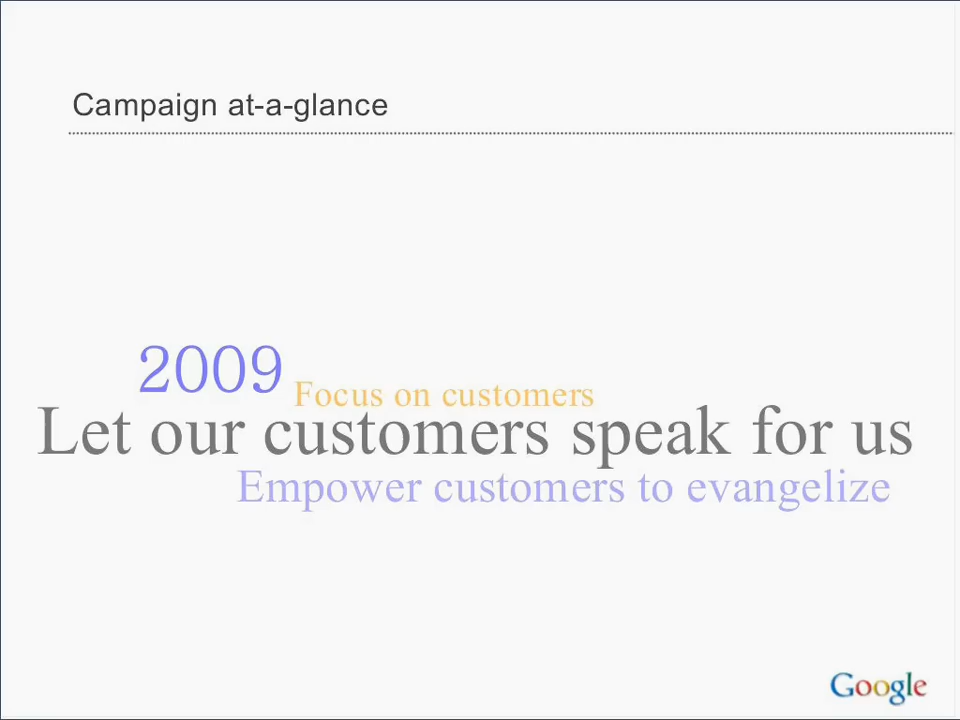 Campaign at-a-glance
2009
Focus on customers
Let our customers speak for us
Empower customers to evangelize
Google